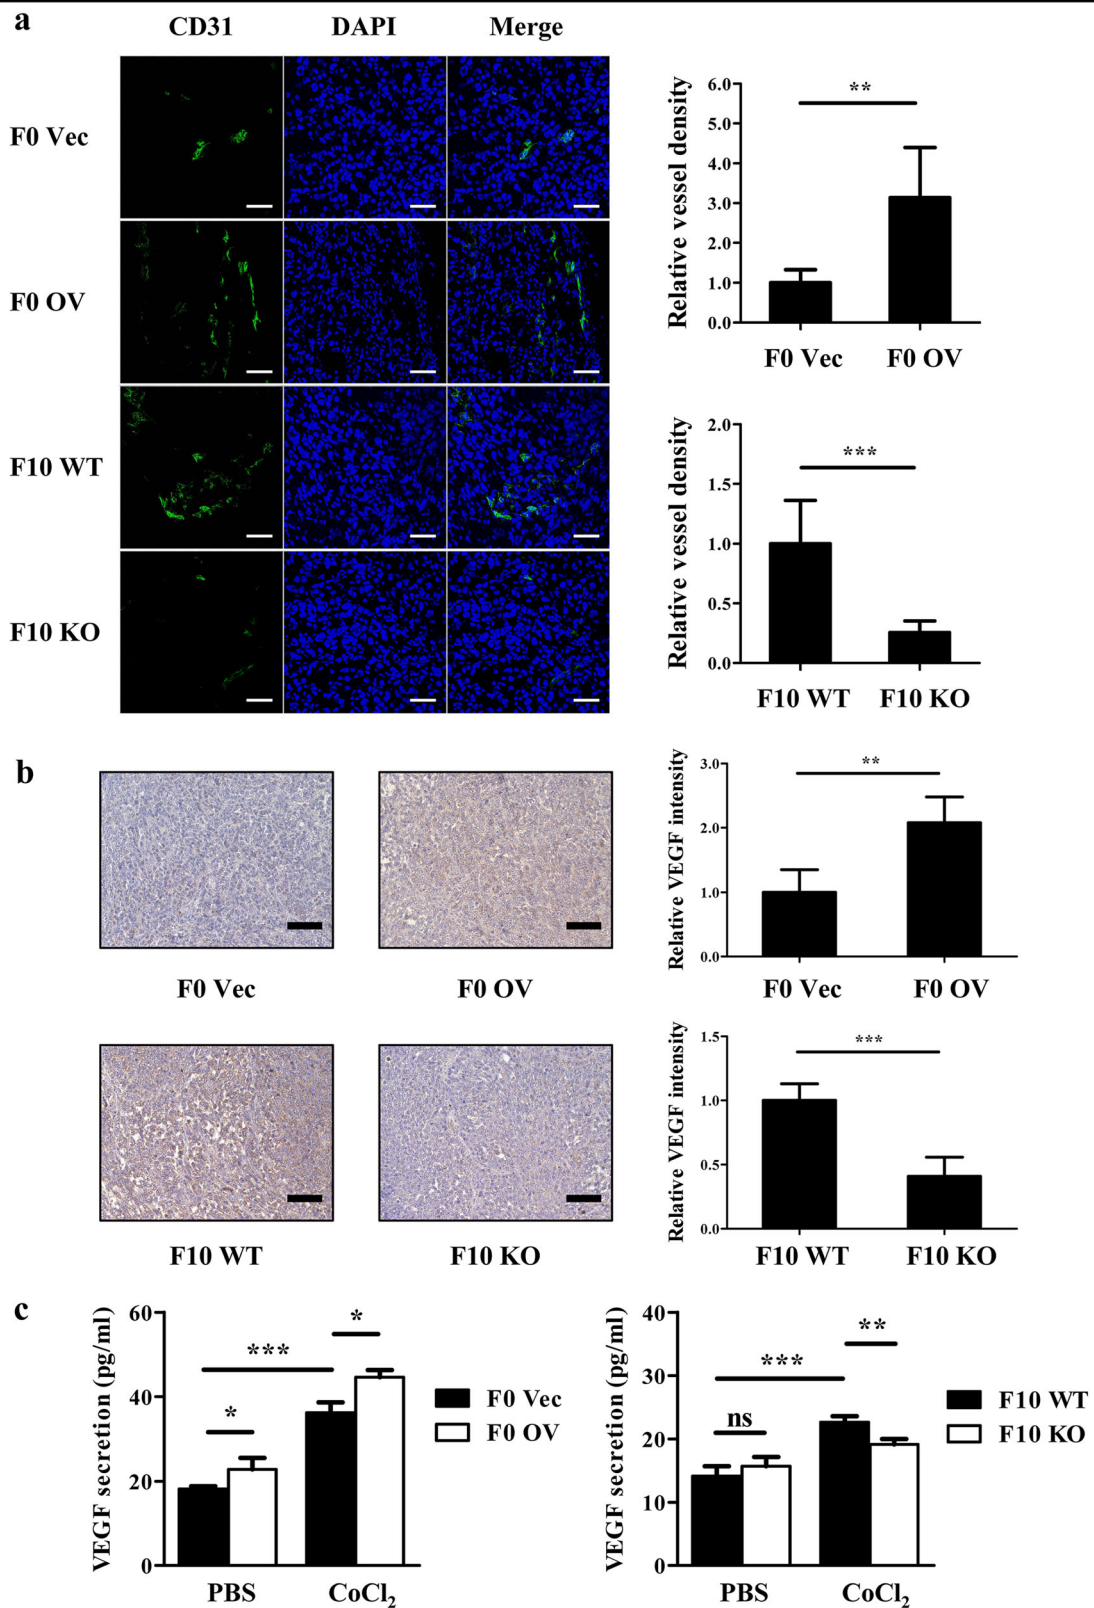 a
CD31 DAPI Merge
F0 Vec
F0 OV
F10 WT
F10 KO
Relative vessel density
6.0
5.0
4.0
3.0
2.0
1.0
0.0
**
F0 Vec F0 OV
Relative vessel density
2.0
1.5
1.0
0.5
0.0
***
F10 WT F10 KO
b
F0 Vec F0 OV
F10 WT F10 KO
Relative VEGF intensity
3.0
2.0
1.0
0.0
**
F0 Vec F0 OV
Relative VEGF intensity
1.5
1.0
0.5
0.0
***
F10 WT F10 KO
c
VEGF secretion (pg/ml)
60
40
20
0
*
***
*
PBS CoCl₂
F0 Vec
F0 OV
VEGF secretion (pg/ml)
40
30
20
10
0
**
***
ns
PBS CoCl₂
F10 WT
F10 KO